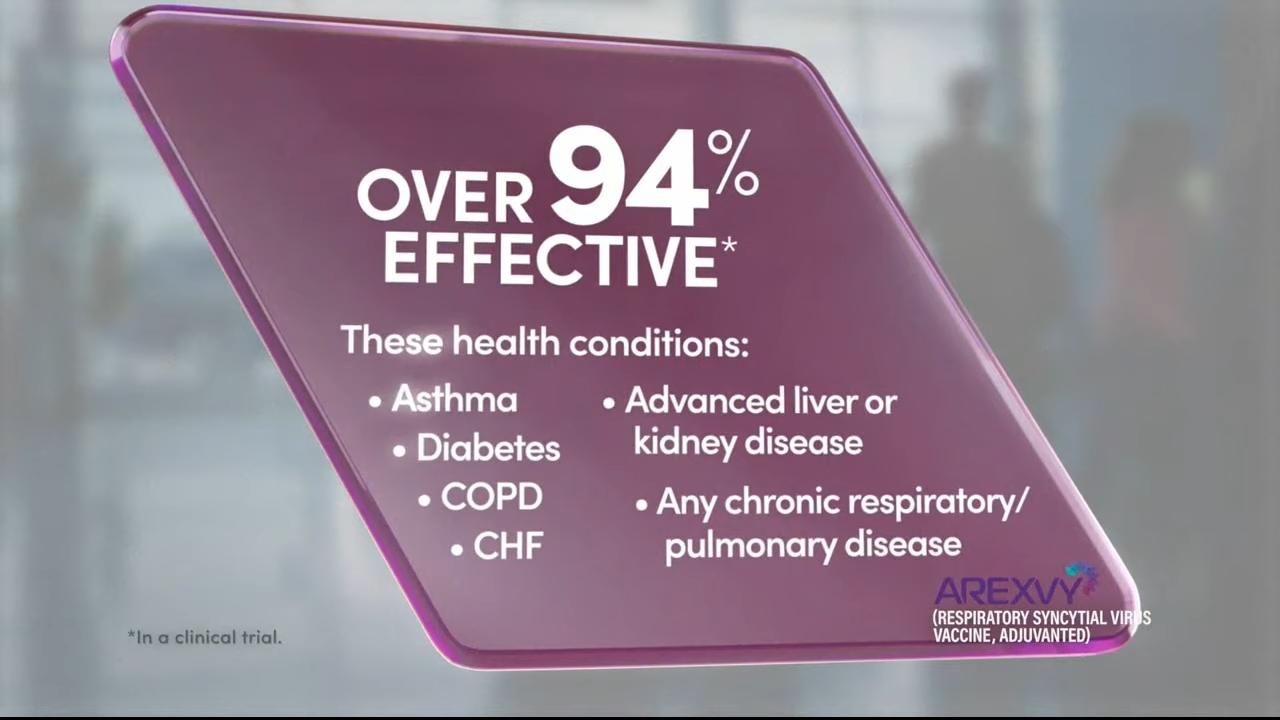 OVER 94%
EFFECTIVE*
These health conditions:
• Asthma
• Diabetes
• COPD
• CHF
• Advanced liver or
kidney disease
• Any chronic respiratory/
pulmonary disease
AREXVY
(RESPIRATORY SYNCYTIAL VIRUS
VACCINE, ADJUVANTED)
*In a clinical trial.